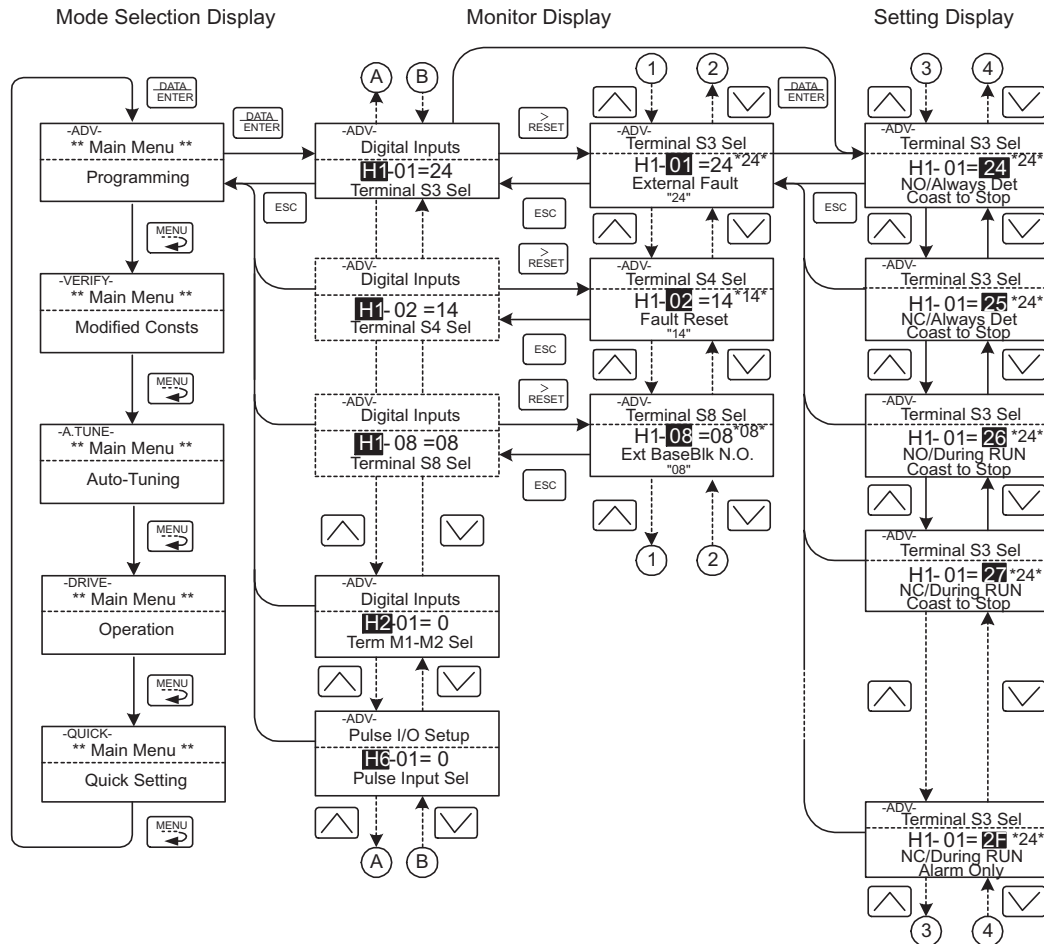 Mode Selection Display
Monitor Display
Setting Display
DATA
ENTER
-ADV-
** Main Menu **
Programming
MENU
-VERIFY-
** Main Menu **
Modified Consts
MENU
-A.TUNE-
** Main Menu **
Auto-Tuning
MENU
-DRIVE-
** Main Menu **
Operation
MENU
-QUICK-
** Main Menu **
Quick Setting
MENU
DATA
ENTER
ESC
A
B
-ADV-
Digital Inputs
H1-01=24
Terminal S3 Sel
-ADV-
Digital Inputs
H1- 02 =14
Terminal S4 Sel
-ADV-
Digital Inputs
H1- 08 =08
Terminal S8 Sel
-ADV-
Digital Inputs
H2-01= 0
Term M1-M2 Sel
-ADV-
Pulse I/O Setup
H6-01= 0
Pulse Input Sel
A
B
>
RESET
ESC
>
RESET
ESC
>
RESET
ESC
1
2
-ADV-
Terminal S3 Sel
H1- 01 =24 *24*
External Fault
"24"
-ADV-
Terminal S4 Sel
H1- 02 =14 *14*
Fault Reset
"14"
-ADV-
Terminal S8 Sel
H1- 08 =08 *08*
Ext BaseBlk N.O.
"08"
1
2
DATA
ENTER
ESC
3
4
-ADV-
Terminal S3 Sel
H1- 01= 24 *24*
NO/Always Det
Coast to Stop
-ADV-
Terminal S3 Sel
H1- 01= 25 *24*
NC/Always Det
Coast to Stop
-ADV-
Terminal S3 Sel
H1- 01= 26 *24*
NO/During RUN
Coast to Stop
-ADV-
Terminal S3 Sel
H1- 01= 27 *24*
NC/During RUN
Coast to Stop
-ADV-
Terminal S3 Sel
H1- 01= 2F *24*
NC/During RUN
Alarm Only
3
4